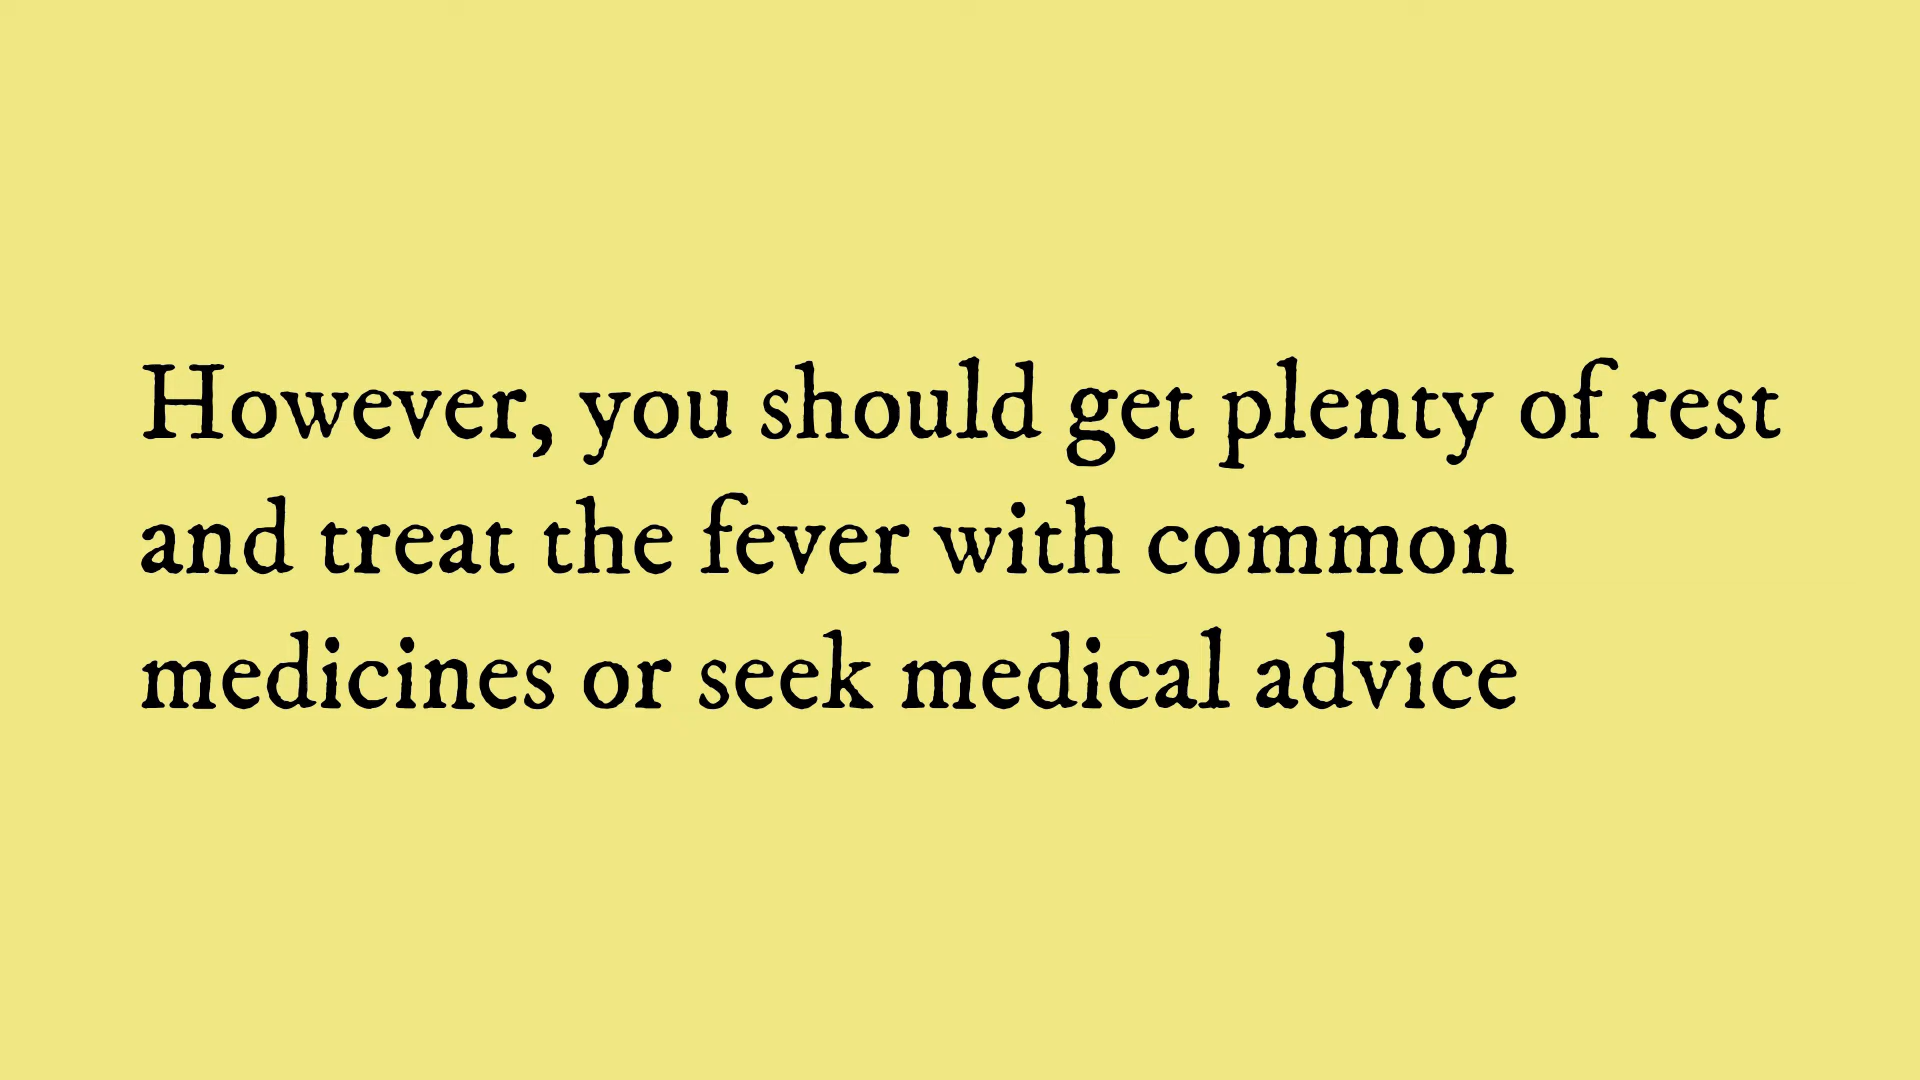 However, you should get plenty of rest
and treat the fever with common
medicines or seek medical advice